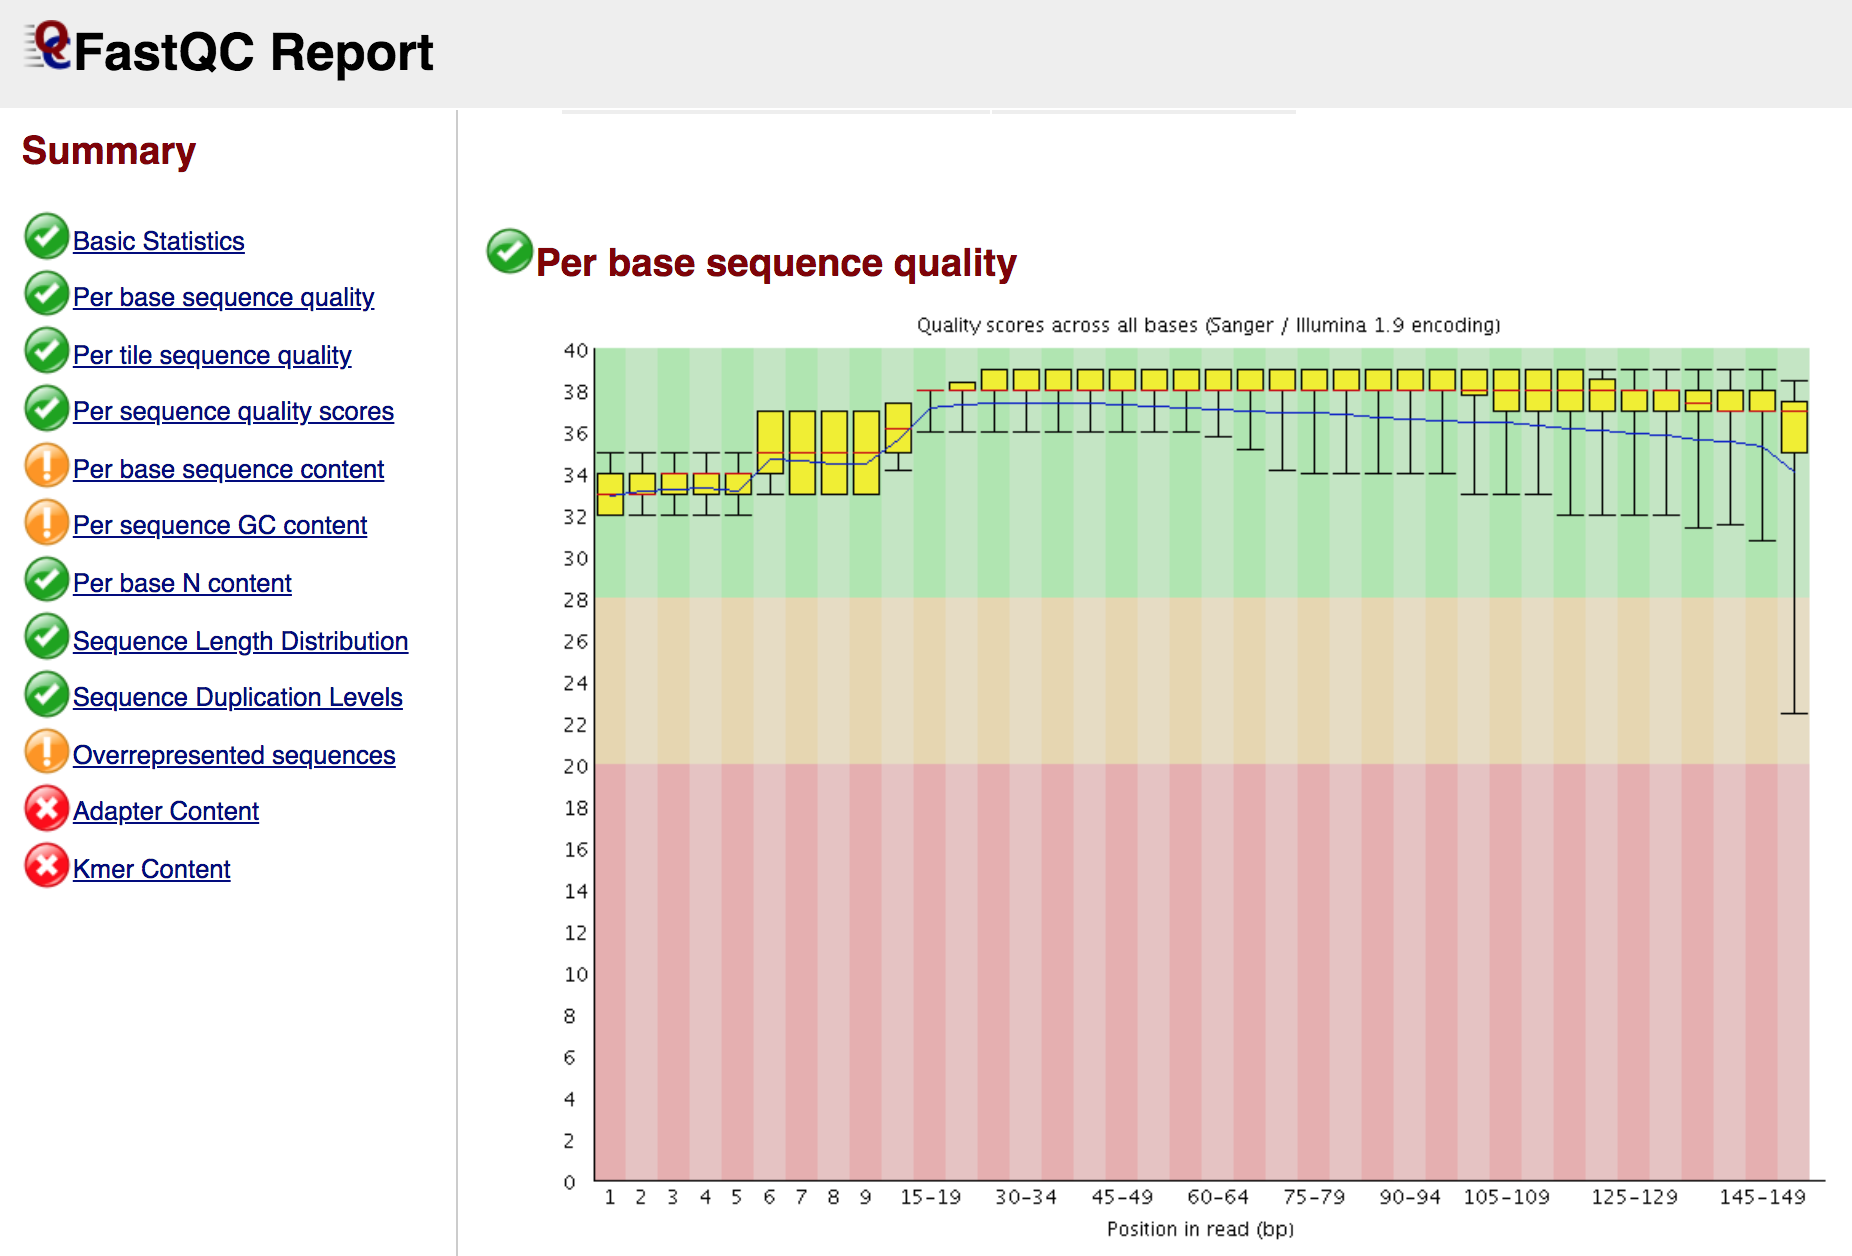 FastQC Report
Summary
Basic Statistics
Per base sequence quality
Per tile sequence quality
Per sequence quality scores
Per base sequence content
Per sequence GC content
Per base N content
Sequence Length Distribution
Sequence Duplication Levels
Overrepresented sequences
Adapter Content
Kmer Content
Per base sequence quality
Quality scores across all bases (Sanger / Illumina 1.9 encoding)
40
38
36
34
32
30
28
26
24
22
20
18
16
14
12
10
8
6
4
2
0
1 2 3 4 5 6 7 8 9 15-19 30-34 45-49 60-64 75-79 90-94 105-109 125-129 145-149
Position in read (bp)